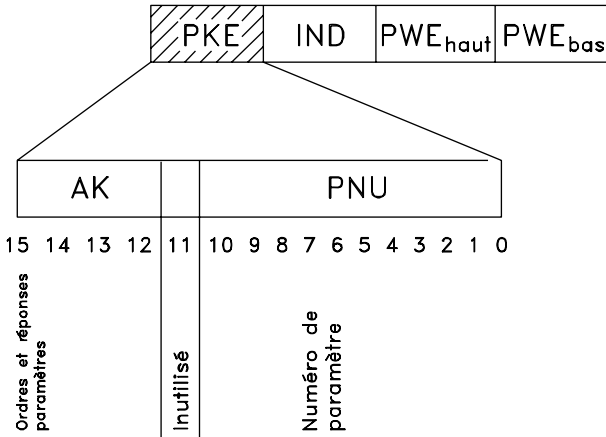 PKE IND PWEhaut PWEbas
AK PNU
15 14 13 12 11 10 9 8 7 6 5 4 3 2 1 0
Ordres et réponses
paramètres
Inutilisé
Numéro de
paramètre